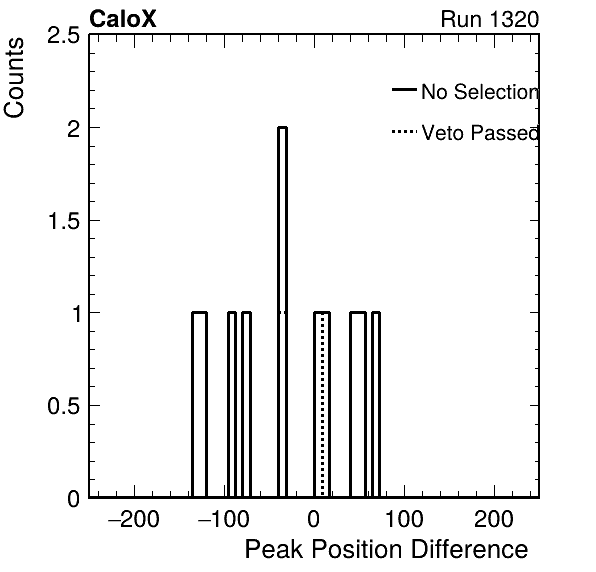 CaloX Run 1320
Counts
2.5
2
1.5
1
0.5
0
No Selection
Veto Passed
−200 −100 0 100 200
Peak Position Difference